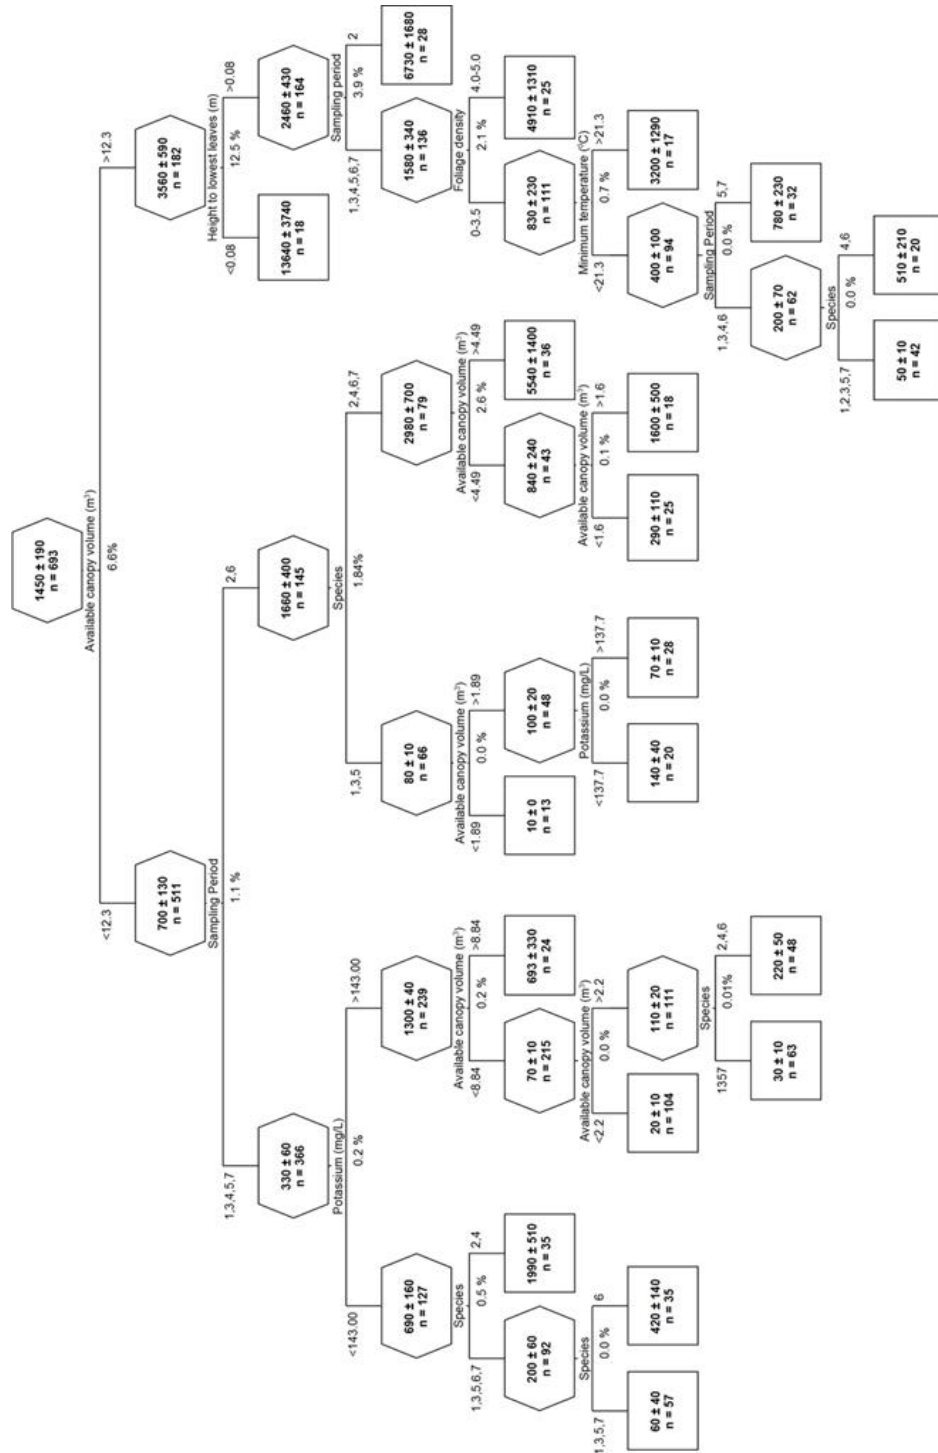 1450 ± 190
n = 693
Available canopy volume (m³)
6.6%
<12.3
>12.3
700 ± 130
n = 511
Sampling Period
1.1 %
1,3,4,5,7
2,6
3560 ± 590
n = 182
Height to lowest leaves (m)
12.5 %
<0.08
>0.08
330 ± 60
n = 366
Potassium (mg/L)
0.2 %
<143.00
>143.00
1660 ± 400
n = 145
Species
1.84%
1,3,5
2,4,6,7
13640 ± 3740
n = 18
2460 ± 430
n = 164
Sampling period
3.9 %
1,3,4,5,6,7
2
690 ± 160
n = 127
Species
0.5 %
1,3,5,6,7
2,4
1300 ± 40
n = 239
Available canopy volume (m³)
0.2 %
<8.84
>8.84
80 ± 10
n = 66
Available canopy volume (m³)
0.0 %
<1.89
>1.89
2980 ± 700
n = 79
Available canopy volume (m³)
2.6 %
<4.49
>4.49
1580 ± 340
n = 136
Foliage density
2.1 %
0-3.5
4.0-5.0
6730 ± 1680
n = 28
200 ± 60
n = 92
Species
0.0 %
1,3,5,7
6
1990 ± 510
n = 35
70 ± 10
n = 215
Available canopy volume (m³)
0.0 %
<2.2
>2.2
693 ± 330
n = 24
10 ± 0
n = 13
100 ± 20
n = 48
Potassium (mg/L)
0.0 %
<137.7
>137.7
840 ± 240
n = 43
Available canopy volume (m³)
0.1 %
<1.6
>1.6
5540 ± 1400
n = 36
830 ± 230
n = 111
Minimum temperature (°C)
0.7 %
<21.3
>21.3
4910 ± 1310
n = 25
60 ± 40
n = 57
420 ± 140
n = 35
20 ± 10
n = 104
110 ± 20
n = 111
Species
0.01%
1357
2,4,6
140 ± 40
n = 20
70 ± 10
n = 28
290 ± 110
n = 25
1600 ± 500
n = 18
400 ± 100
n = 94
Sampling Period
0.0 %
1,3,4,6
5,7
3200 ± 1290
n = 17
30 ± 10
n = 63
220 ± 50
n = 48
200 ± 70
n = 62
Species
0.0 %
1,2,3,5,7
4,6
780 ± 230
n = 32
50 ± 10
n = 42
510 ± 210
n = 20